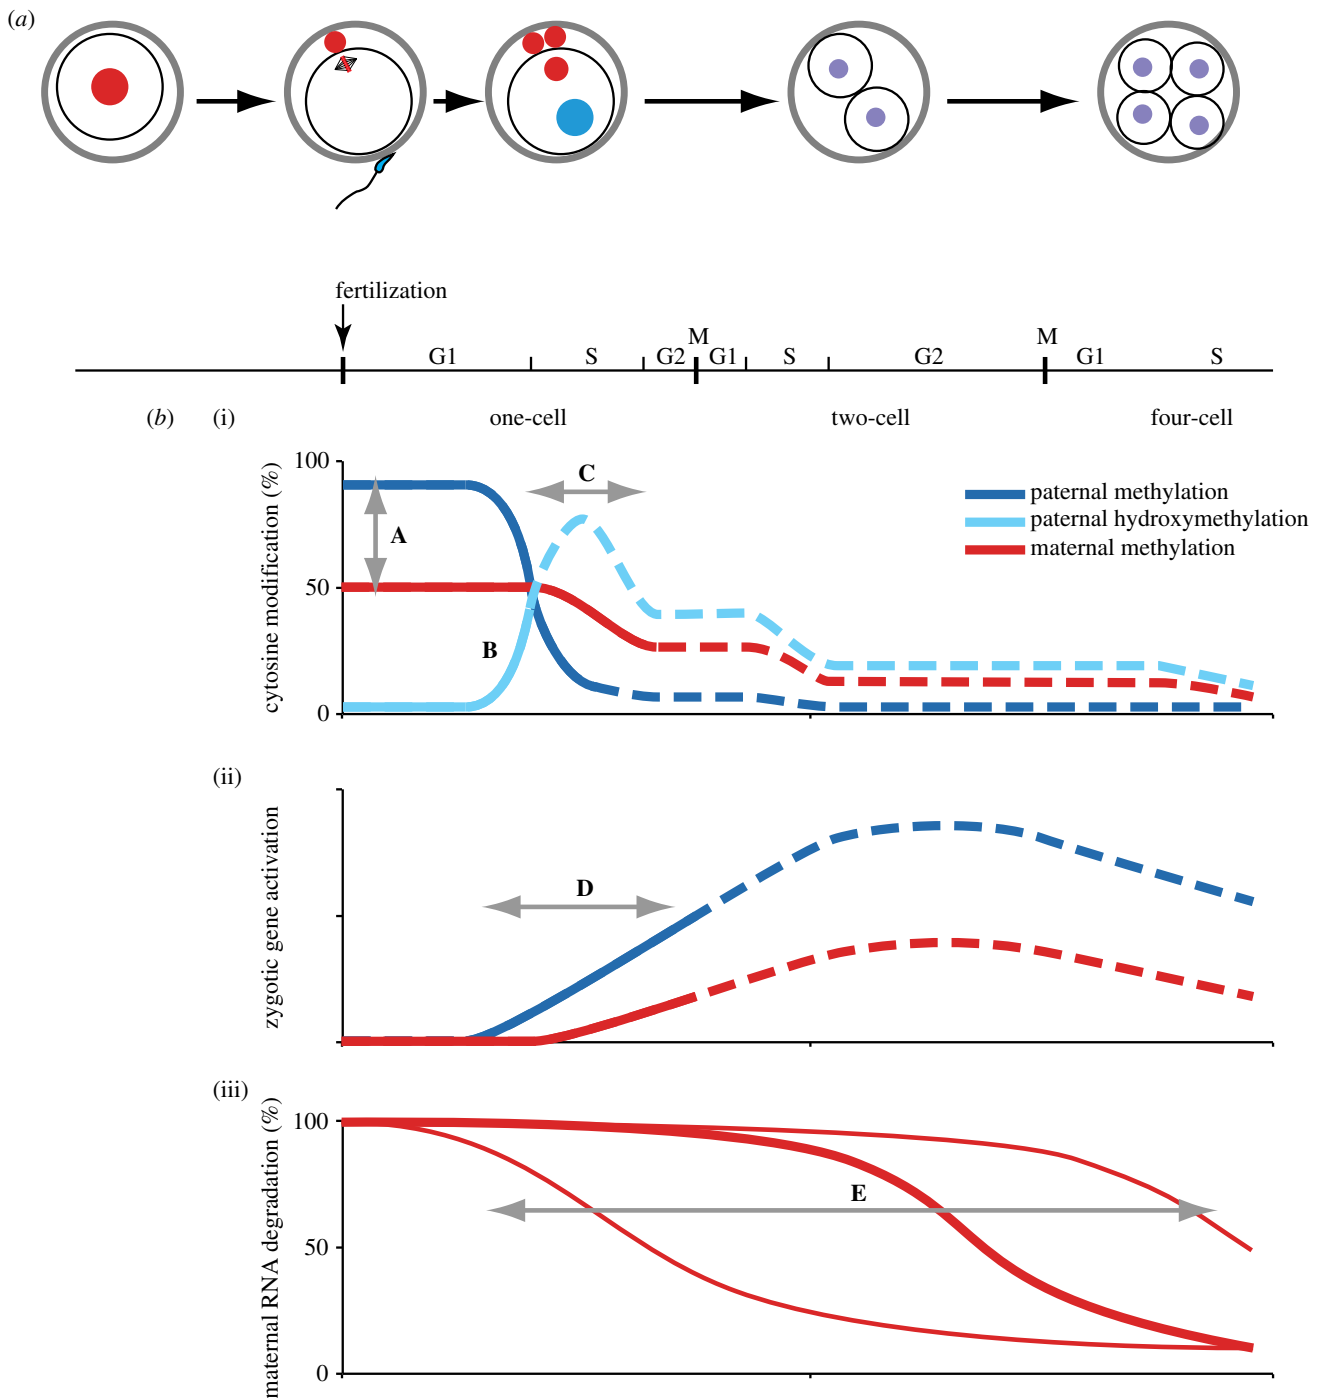 (a)
fertilization
M
M
G1
S
G2
G1
S
G2
G1
S
(b)
(i)
one-cell
two-cell
four-cell
100
50
0
cytosine modification (%)
A
B
C
paternal methylation
paternal hydroxymethylation
maternal methylation
(ii)
zygotic gene activation
D
(iii)
100
50
0
maternal RNA degradation (%)
E